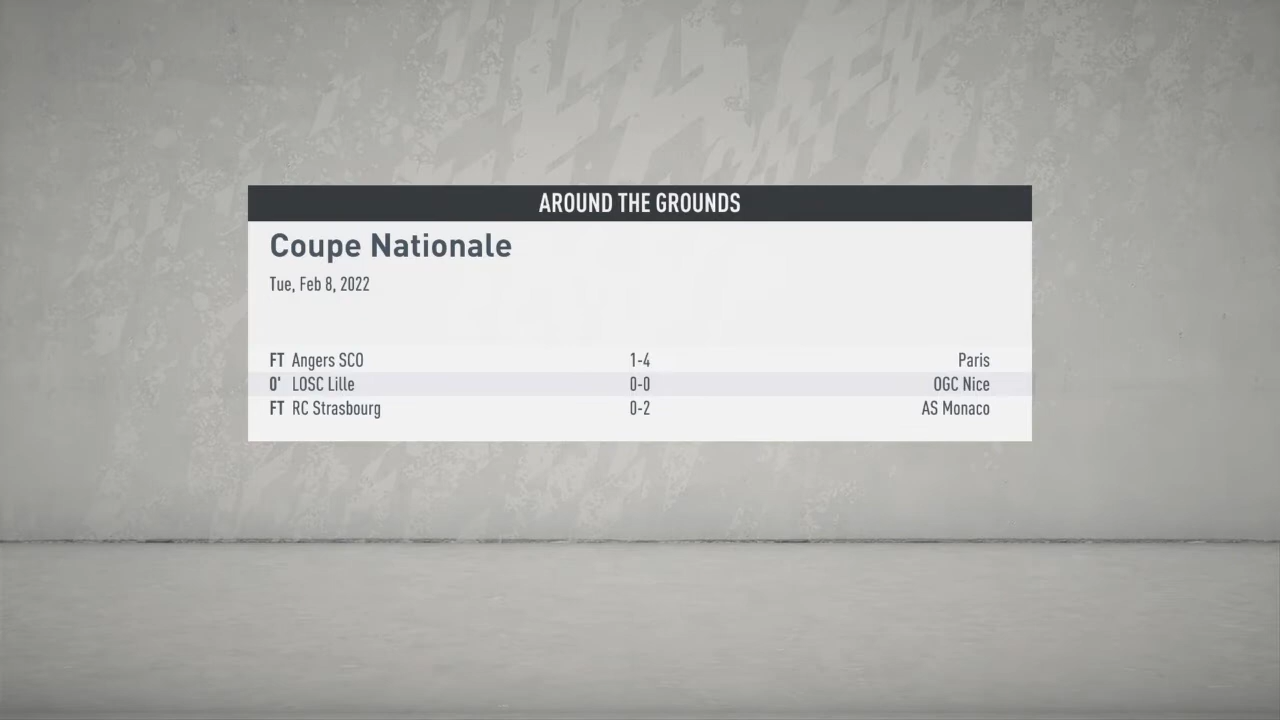 AROUND THE GROUNDS
Coupe Nationale
Tue, Feb 8, 2022
FT Angers SCO 1-4 Paris
0' LOSC Lille 0-0 OGC Nice
FT RC Strasbourg 0-2 AS Monaco